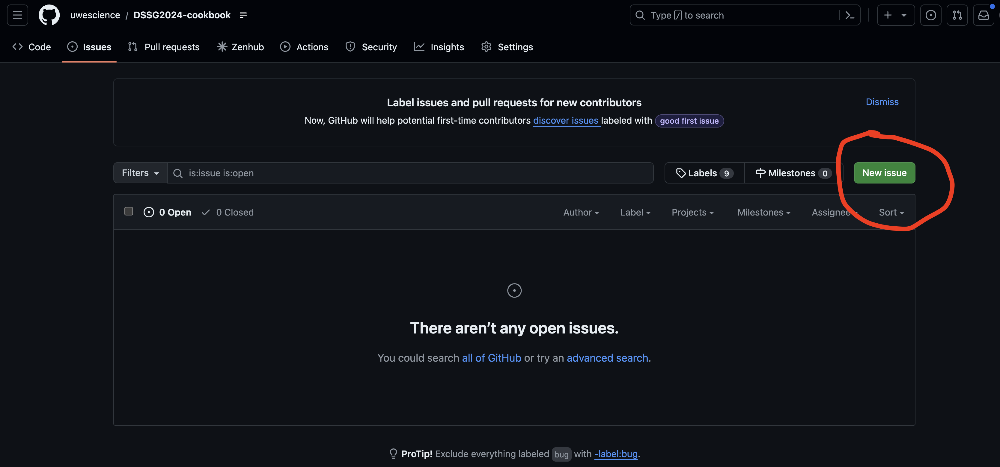 uwescience / DSSG2024-cookbook
Type / to search
Code Issues Pull requests Zenhub Actions Security Insights Settings
Label issues and pull requests for new contributors
Dismiss
Now, GitHub will help potential first-time contributors discover issues labeled with good first issue
Filters is:issue is:open Labels 9 Milestones 0 New issue
0 Open 0 Closed Author Label Projects Milestones Assignee Sort
There aren’t any open issues.
You could search all of GitHub or try an advanced search.
ProTip! Exclude everything labeled bug with -label:bug.